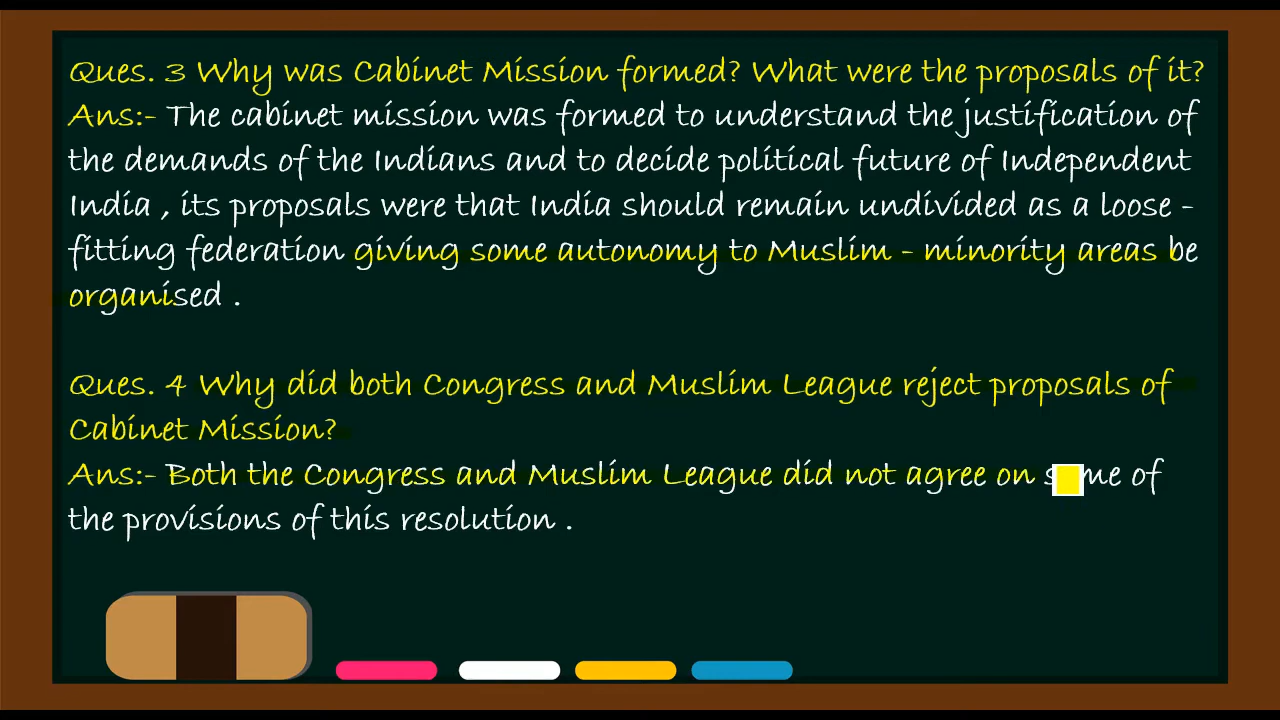 Ques. 3 Why was Cabinet Mission formed? What were the proposals of it?
Ans:- The cabinet mission was formed to understand the justification of
the demands of the Indians and to decide political future of Independent
India , its proposals were that India should remain undivided as a loose -
fitting federation giving some autonomy to Muslim - minority areas be
organised .
Ques. 4 Why did both Congress and Muslim League reject proposals of
Cabinet Mission?
Ans:- Both the Congress and Muslim League did not agree on some of
the provisions of this resolution .